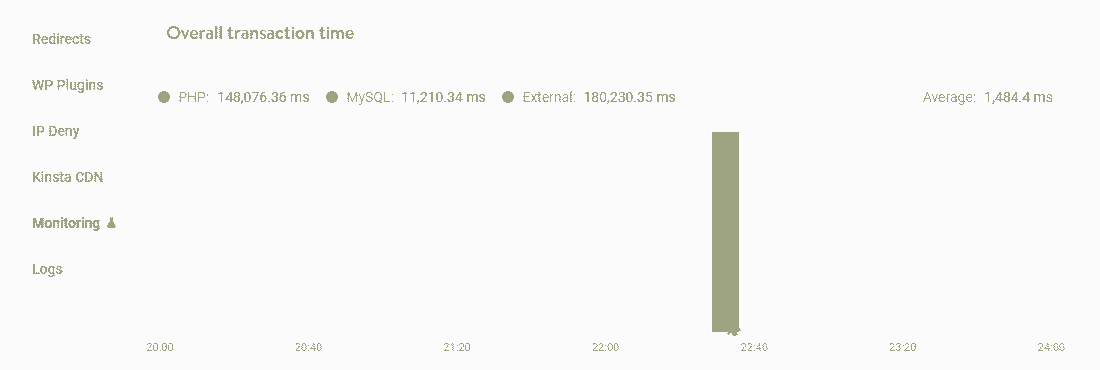 Redirects
WP Plugins
IP Deny
Kinsta CDN
Monitoring
Logs
Overall transaction time
PHP: 148,076.36 ms MySQL: 11,210.34 ms External: 180,230.35 ms Average: 1,484.4 ms
20:00 20:40 21:20 22:00 22:40 23:20 24:00